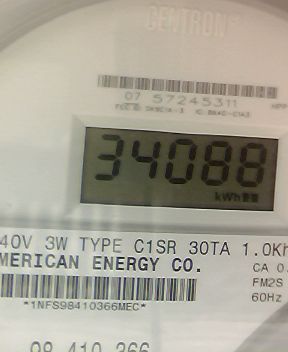 CENTRON®
07 57245311
34088
kWh
40V 3W TYPE C1SR 30TA 1.0Kh
MERICAN ENERGY CO.
CA 0.
FM2S
60Hz
*1NFS98410366MEC*
98 410 366